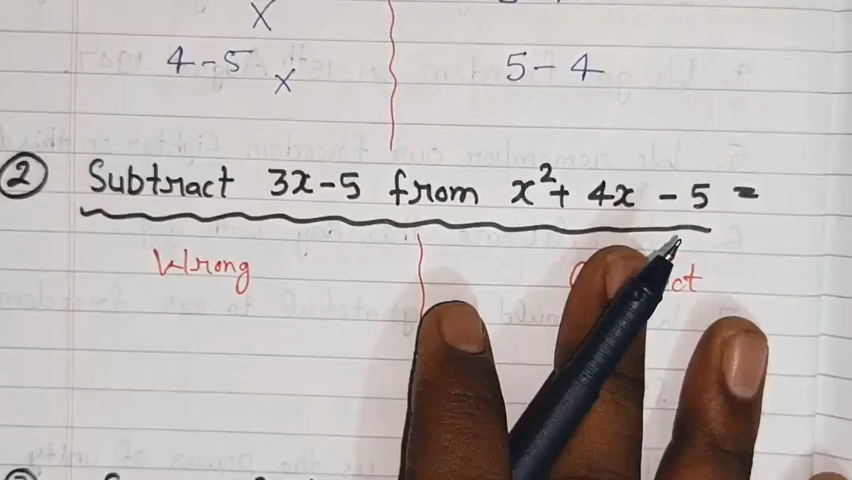 x
4-5 x 5-4
② Subtract 3x-5 from x²+ 4x - 5 =
Wrong